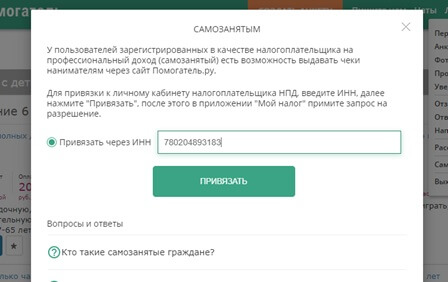 могатель
САМОЗАНЯТЫМ
У пользователей зарегистрированных в качестве налогоплательщика на
профессиональный доход (самозанятый) есть возможность выдавать чеки
нанимателям через сайт Помогатель.ру.
Для привязки к личному кабинету налогоплательщика НПД, введите ИНН, далее
нажмите "Привязать", после этого в приложении "Мой налог" примите запрос на
разрешение.
Привязать через ИНН
780204893183
ПРИВЯЗАТЬ
Вопросы и ответы
Кто такие самозанятые граждане?